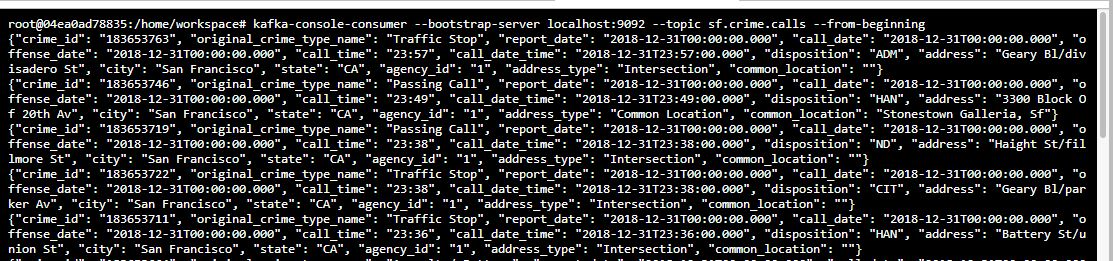 root@04ea0ad78835:/home/workspace# kafka-console-consumer --bootstrap-server localhost:9092 --topic sf.crime.calls --from-beginning
{"crime_id": "183653763", "original_crime_type_name": "Traffic Stop", "report_date": "2018-12-31T00:00:00.000", "call_date": "2018-12-31T00:00:00.000", "o
ffense_date": "2018-12-31T00:00:00.000", "call_time": "23:57", "call_date_time": "2018-12-31T23:57:00.000", "disposition": "ADM", "address": "Geary Bl/div
isadero St", "city": "San Francisco", "state": "CA", "agency_id": "1", "address_type": "Intersection", "common_location": ""}
{"crime_id": "183653746", "original_crime_type_name": "Passing Call", "report_date": "2018-12-31T00:00:00.000", "call_date": "2018-12-31T00:00:00.000", "o
ffense_date": "2018-12-31T00:00:00.000", "call_time": "23:49", "call_date_time": "2018-12-31T23:49:00.000", "disposition": "HAN", "address": "3300 Block O
f 20th Av", "city": "San Francisco", "state": "CA", "agency_id": "1", "address_type": "Common Location", "common_location": "Stonestown Galleria, Sf"}
{"crime_id": "183653719", "original_crime_type_name": "Passing Call", "report_date": "2018-12-31T00:00:00.000", "call_date": "2018-12-31T00:00:00.000", "o
ffense_date": "2018-12-31T00:00:00.000", "call_time": "23:38", "call_date_time": "2018-12-31T23:38:00.000", "disposition": "ND", "address": "Haight St/fil
lmore St", "city": "San Francisco", "state": "CA", "agency_id": "1", "address_type": "Intersection", "common_location": ""}
{"crime_id": "183653722", "original_crime_type_name": "Traffic Stop", "report_date": "2018-12-31T00:00:00.000", "call_date": "2018-12-31T00:00:00.000", "o
ffense_date": "2018-12-31T00:00:00.000", "call_time": "23:38", "call_date_time": "2018-12-31T23:38:00.000", "disposition": "CIT", "address": "Geary Bl/par
ker Av", "city": "San Francisco", "state": "CA", "agency_id": "1", "address_type": "Intersection", "common_location": ""}
{"crime_id": "183653711", "original_crime_type_name": "Traffic Stop", "report_date": "2018-12-31T00:00:00.000", "call_date": "2018-12-31T00:00:00.000", "o
ffense_date": "2018-12-31T00:00:00.000", "call_time": "23:36", "call_date_time": "2018-12-31T23:36:00.000", "disposition": "HAN", "address": "Battery St/u
nion St", "city": "San Francisco", "state": "CA", "agency_id": "1", "address_type": "Intersection", "common_location": ""}